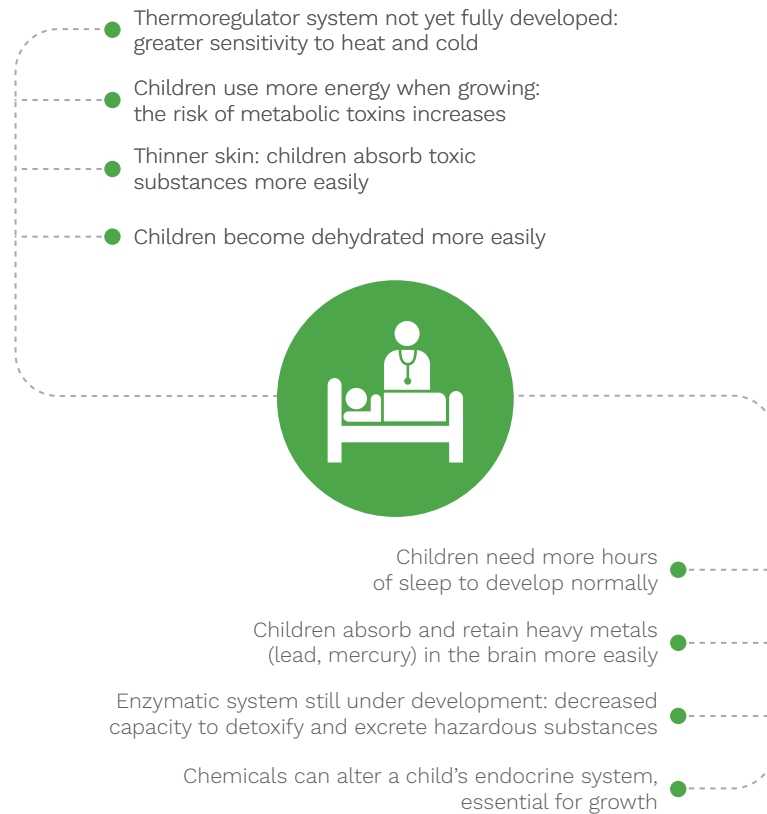 Thermoregulator system not yet fully developed:
greater sensitivity to heat and cold
Children use more energy when growing:
the risk of metabolic toxins increases
Thinner skin: children absorb toxic
substances more easily
Children become dehydrated more easily
Children need more hours
of sleep to develop normally
Children absorb and retain heavy metals
(lead, mercury) in the brain more easily
Enzymatic system still under development: decreased
capacity to detoxify and excrete hazardous substances
Chemicals can alter a child’s endocrine system,
essential for growth